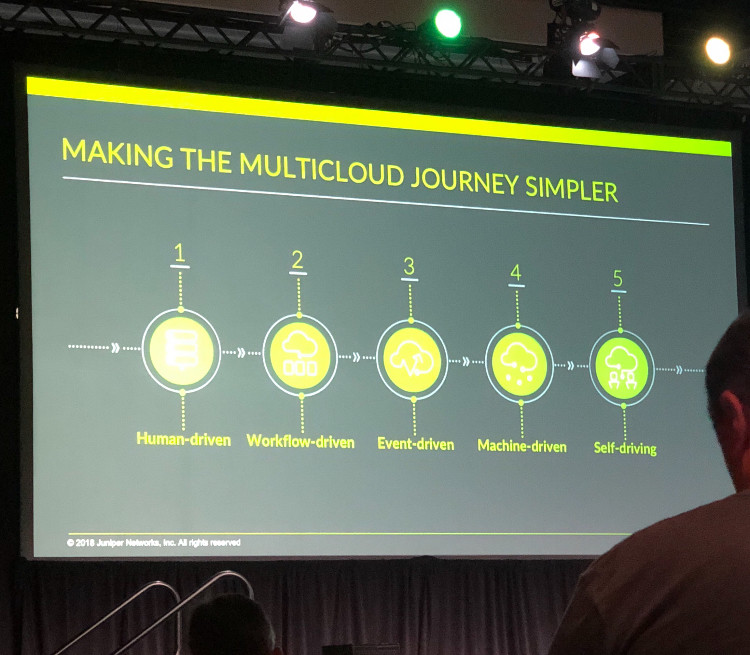 MAKING THE MULTICLOUD JOURNEY SIMPLER
1 2 3 4 5
Human-driven Workflow-driven Event-driven Machine-driven Self-driving
© 2018 Juniper Networks, Inc. All rights reserved